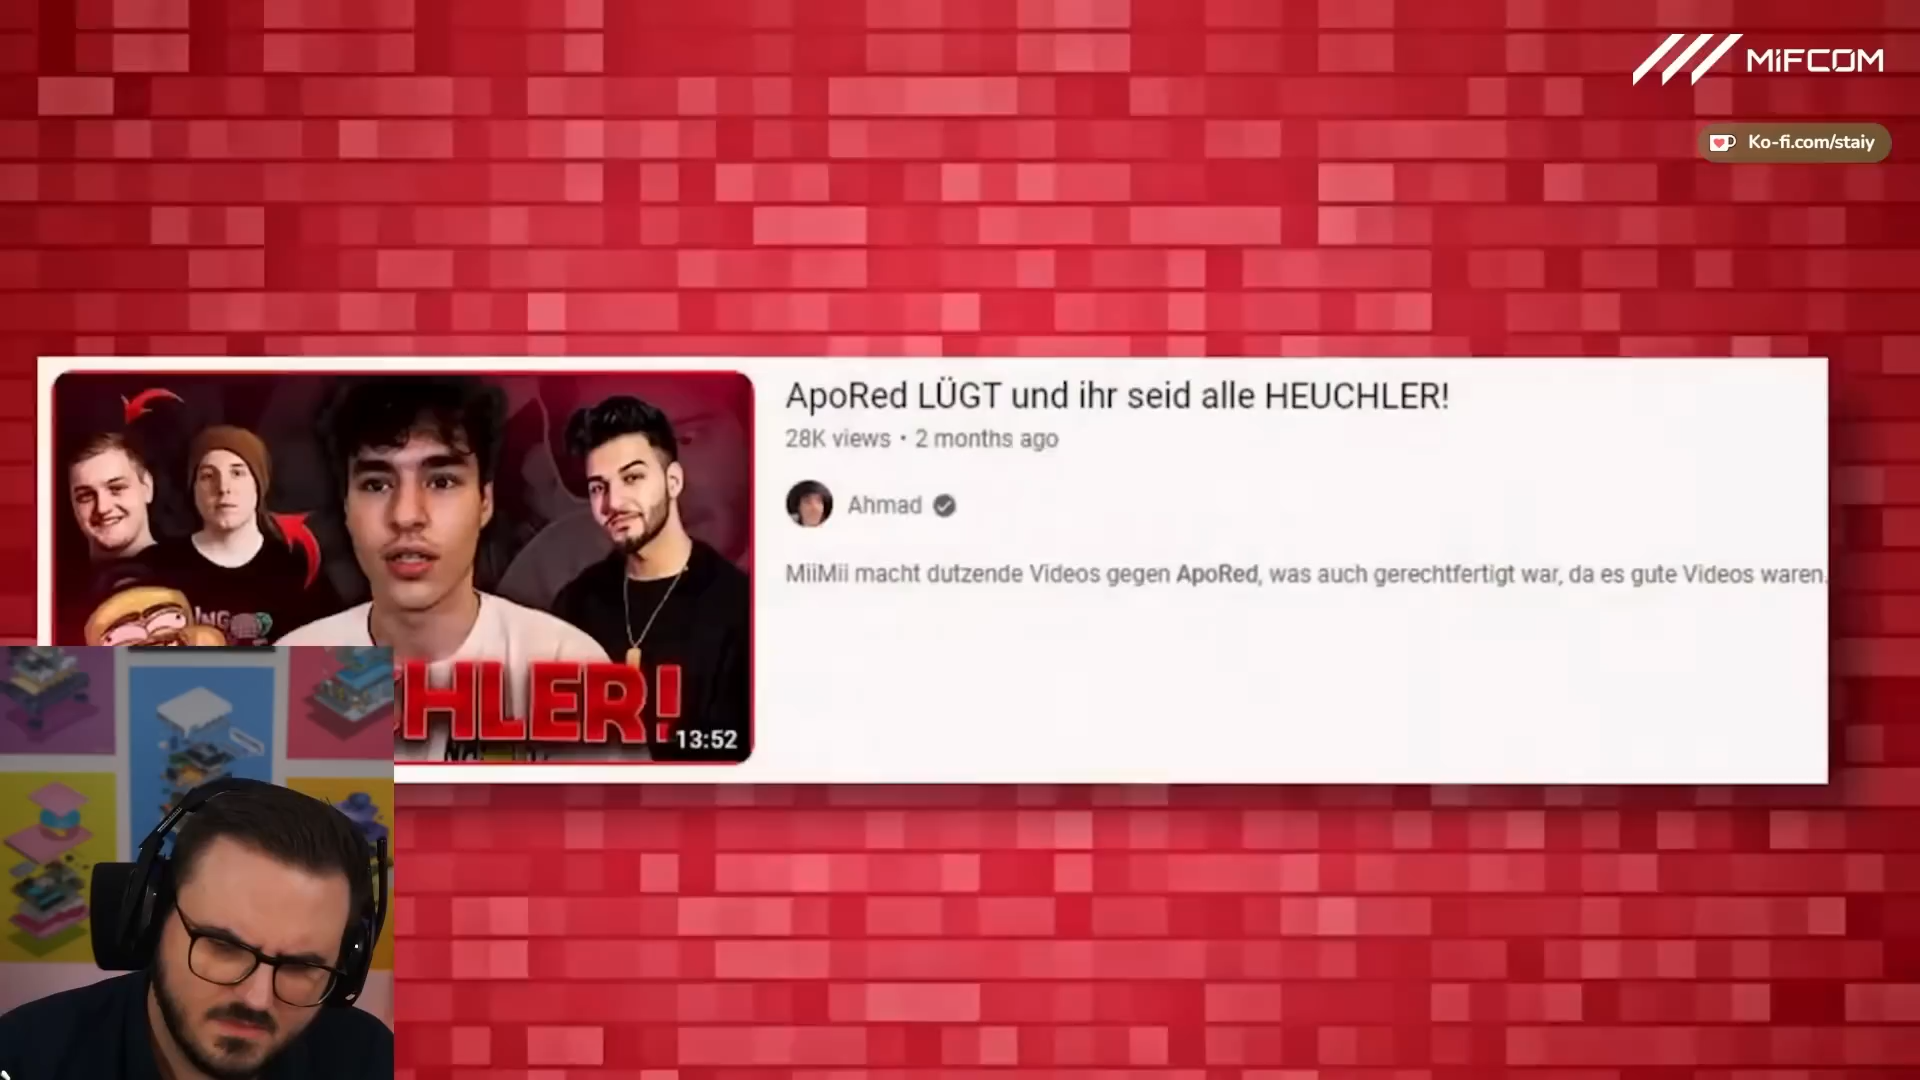 MIFCOM
Ko-fi.com/staiy
ApoRed LÜGT und ihr seid alle HEUCHLER!
28K views • 2 months ago
Ahmad
MiiMii macht dutzende Videos gegen ApoRed, was auch gerechtfertigt war, da es gute Videos waren.
HLER!
13:52